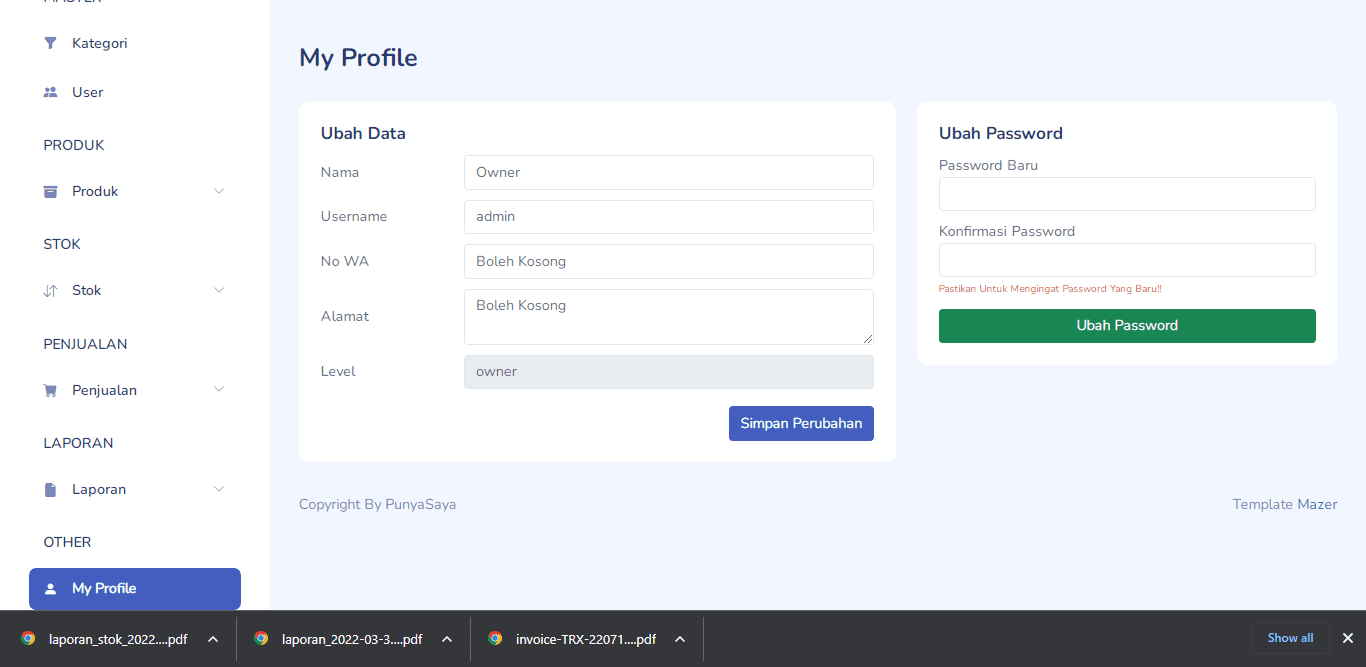 MASTER
Kategori
User
PRODUK
Produk
STOK
Stok
PENJUALAN
Penjualan
LAPORAN
Laporan
OTHER
My Profile
My Profile
Ubah Data
Nama
Owner
Username
admin
No WA
Boleh Kosong
Alamat
Boleh Kosong
Level
owner
Simpan Perubahan
Ubah Password
Password Baru
Konfirmasi Password
Pastikan Untuk Mengingat Password Yang Baru!!
Ubah Password
Copyright By PunyaSaya
Template Mazer
laporan_stok_2022....pdf
laporan_2022-03-3....pdf
invoice-TRX-22071....pdf
Show all